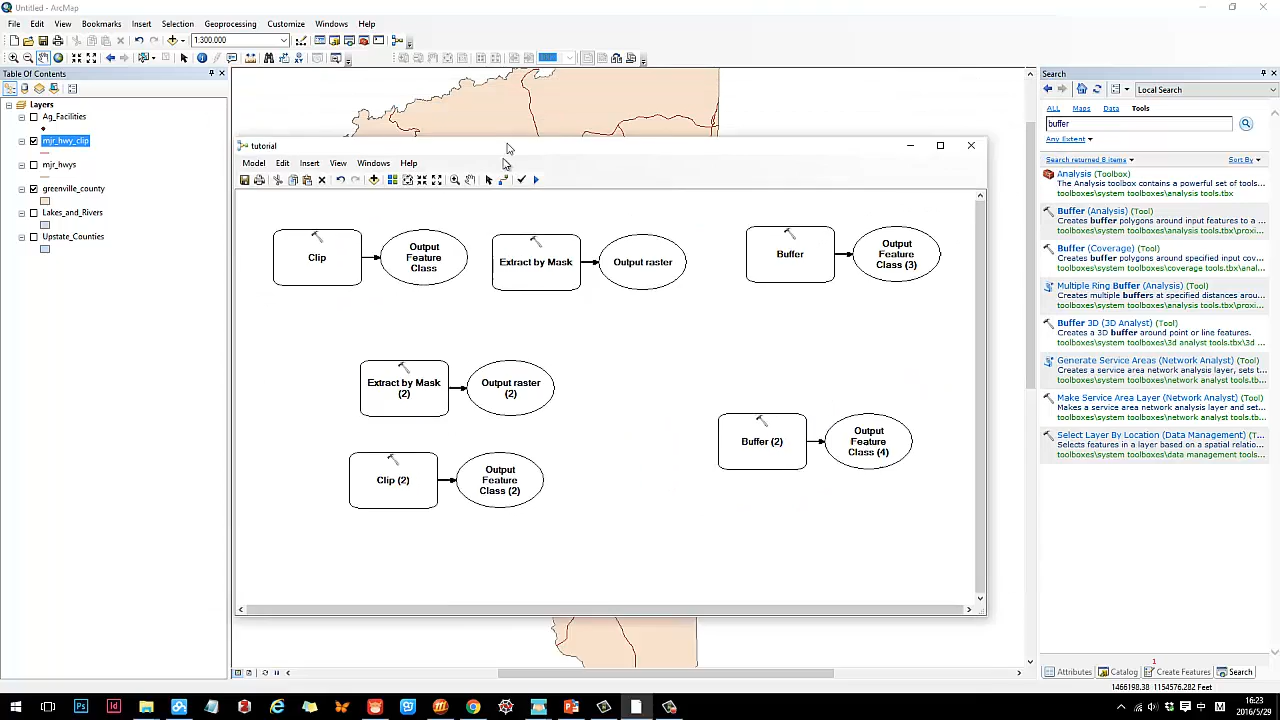 Untitled - ArcMap
File Edit View Bookmarks Insert Selection Geoprocessing Customize Windows Help
1:300.000
Table Of Contents
Layers
Ag_Facilities
mjr_hwy_clip
mjr_hwys
greenville_county
Lakes_and_Rivers
Upstate_Counties
tutorial
Model Edit Insert View Windows Help
Clip
Output
Feature
Class
Extract by Mask
Output raster
Buffer
Output
Feature
Class (3)
Extract by Mask
(2)
Output raster
(2)
Buffer (2)
Output
Feature
Class (4)
Clip (2)
Output
Feature
Class (2)
Search
Local Search
ALL Maps Data Tools
buffer
Any Extent
Search returned 8 items Sort By
Analysis (Toolbox)
The Analysis toolbox contains a powerful set of tools...
toolboxes\system toolboxes\analysis tools.tbx
Buffer (Analysis) (Tool)
Creates buffer polygons around input features to a ...
toolboxes\system toolboxes\analysis tools.tbx\proxi...
Buffer (Coverage) (Tool)
Creates buffer polygons around specified input cov...
toolboxes\system toolboxes\coverage tools.tbx\anal...
Multiple Ring Buffer (Analysis) (Tool)
Creates multiple buffers at specified distances arou...
toolboxes\system toolboxes\analysis tools.tbx\proxi...
Buffer 3D (3D Analyst) (Tool)
Creates a 3D buffer around point or line features.
toolboxes\system toolboxes\3d analyst tools.tbx\3d ...
Generate Service Areas (Network Analyst) (Tool)
Creates a service area network analysis layer, sets t...
toolboxes\system toolboxes\network analyst tools.tb...
Make Service Area Layer (Network Analyst) (Tool)
Makes a service area network analysis layer and set...
toolboxes\system toolboxes\network analyst tools.tb...
Select Layer By Location (Data Management) (T...
Selects features in a layer based on a spatial relatio...
toolboxes\system toolboxes\data management tools...
1
Attributes Catalog Create Features Search
1466198.38 1154576.282 Feet
16:23
2016/5/29